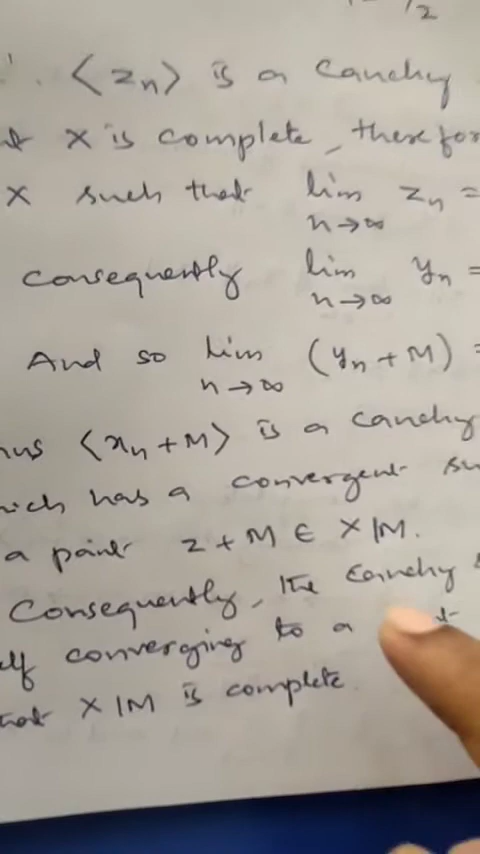 ⟨zn⟩ is a Cauchy
X is complete, therefor
X such that lim zn =
n→∞
Consequently lim yn =
n→∞
And so lim (yn + M) =
n→∞
⟨xn + M⟩ is a Cauchy
has a convergent
a point z + M ∈ X|M.
Consequently, the Cauchy
converging to a
X|M is complete.